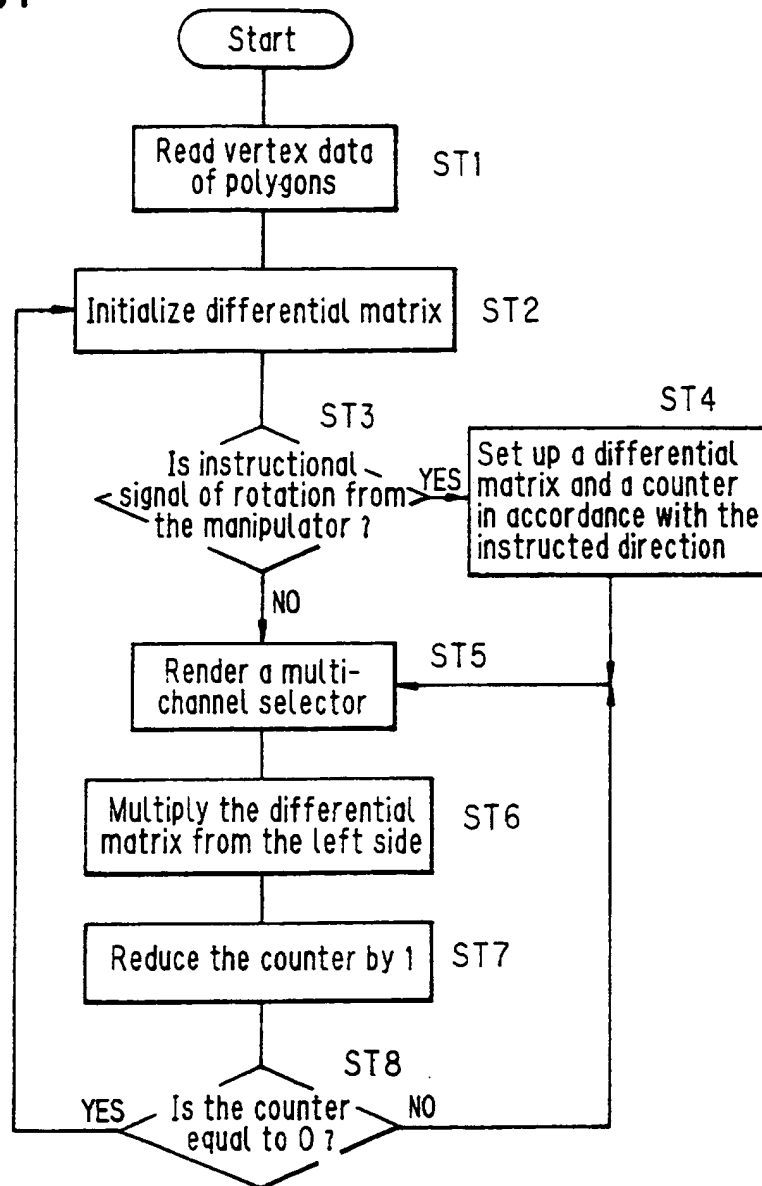 Start
Read vertex data
of polygons
ST1
Initialize differential matrix
ST2
ST3
Is instructional
signal of rotation from
the manipulator ?
YES
NO
ST4
Set up a differential
matrix and a counter
in accordance with the
instructed direction
Render a multi-
channel selector
ST5
Multiply the differential
matrix from the left side
ST6
Reduce the counter by 1
ST7
ST8
Is the counter
equal to 0 ?
YES
NO